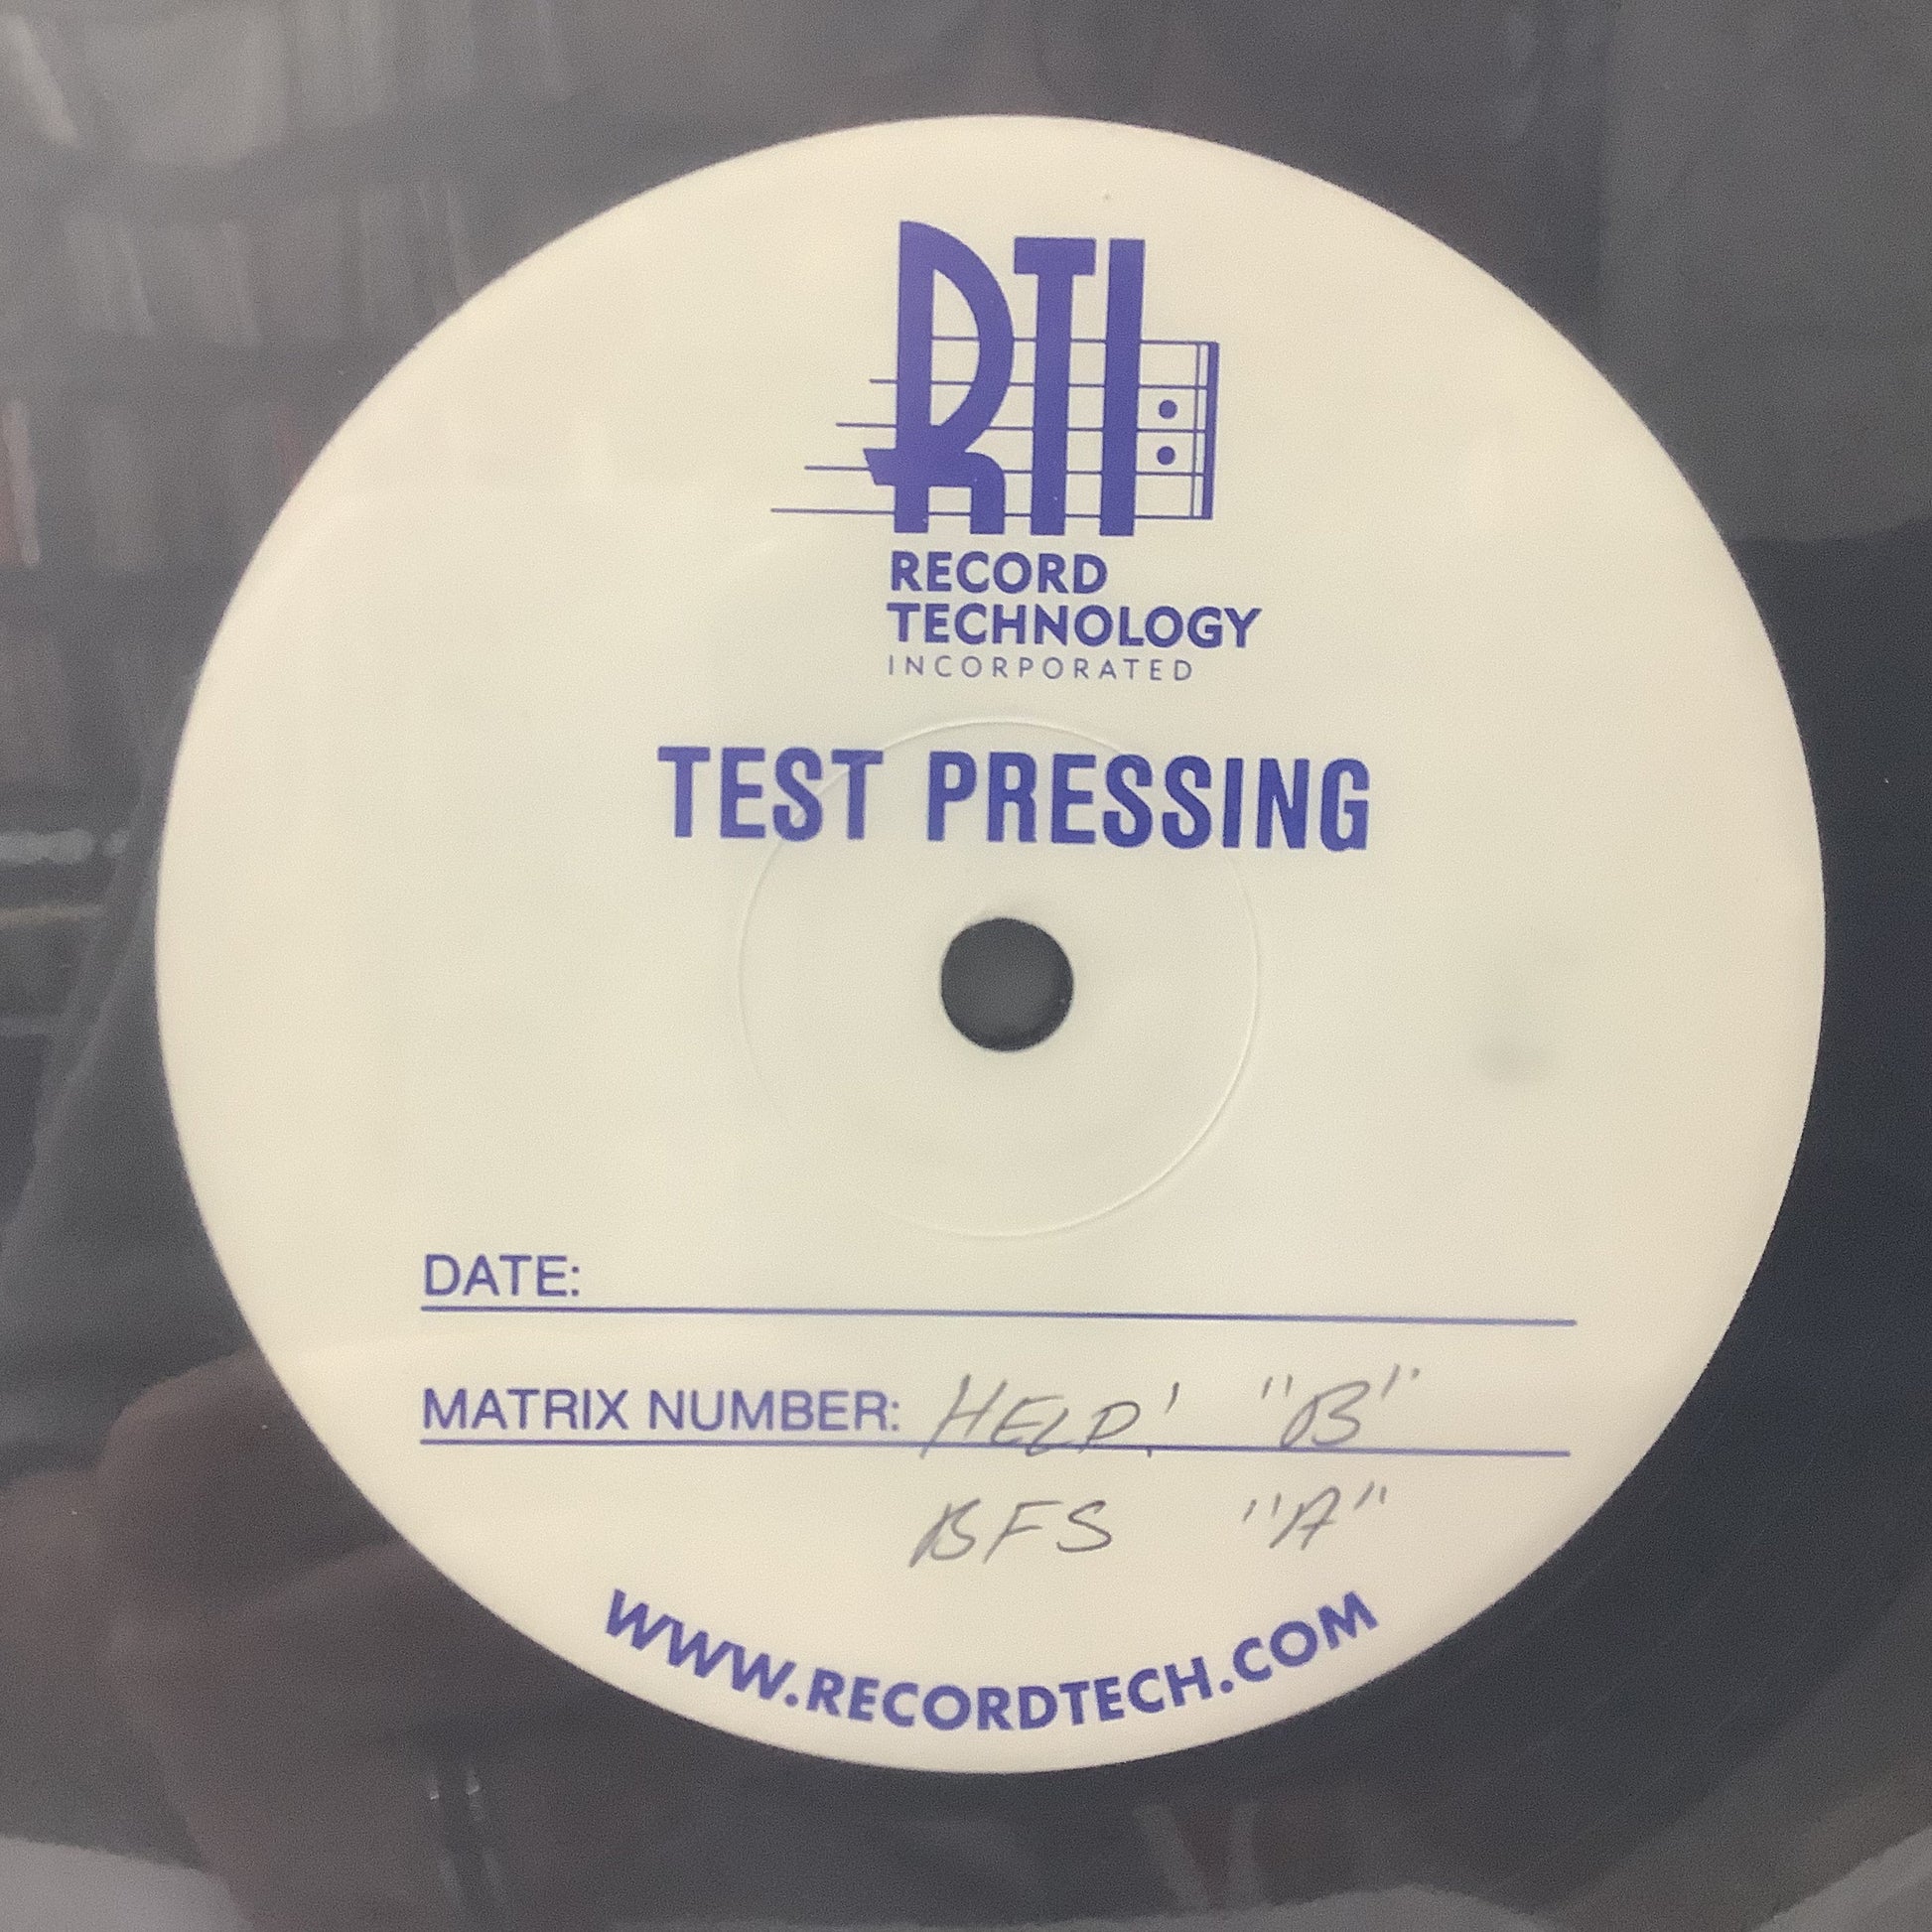 RTI
RECORD
TECHNOLOGY
INCORPORATED
TEST PRESSING
DATE:
MATRIX NUMBER: HELP! "B"
BFS "A"
WWW.RECORDTECH.COM